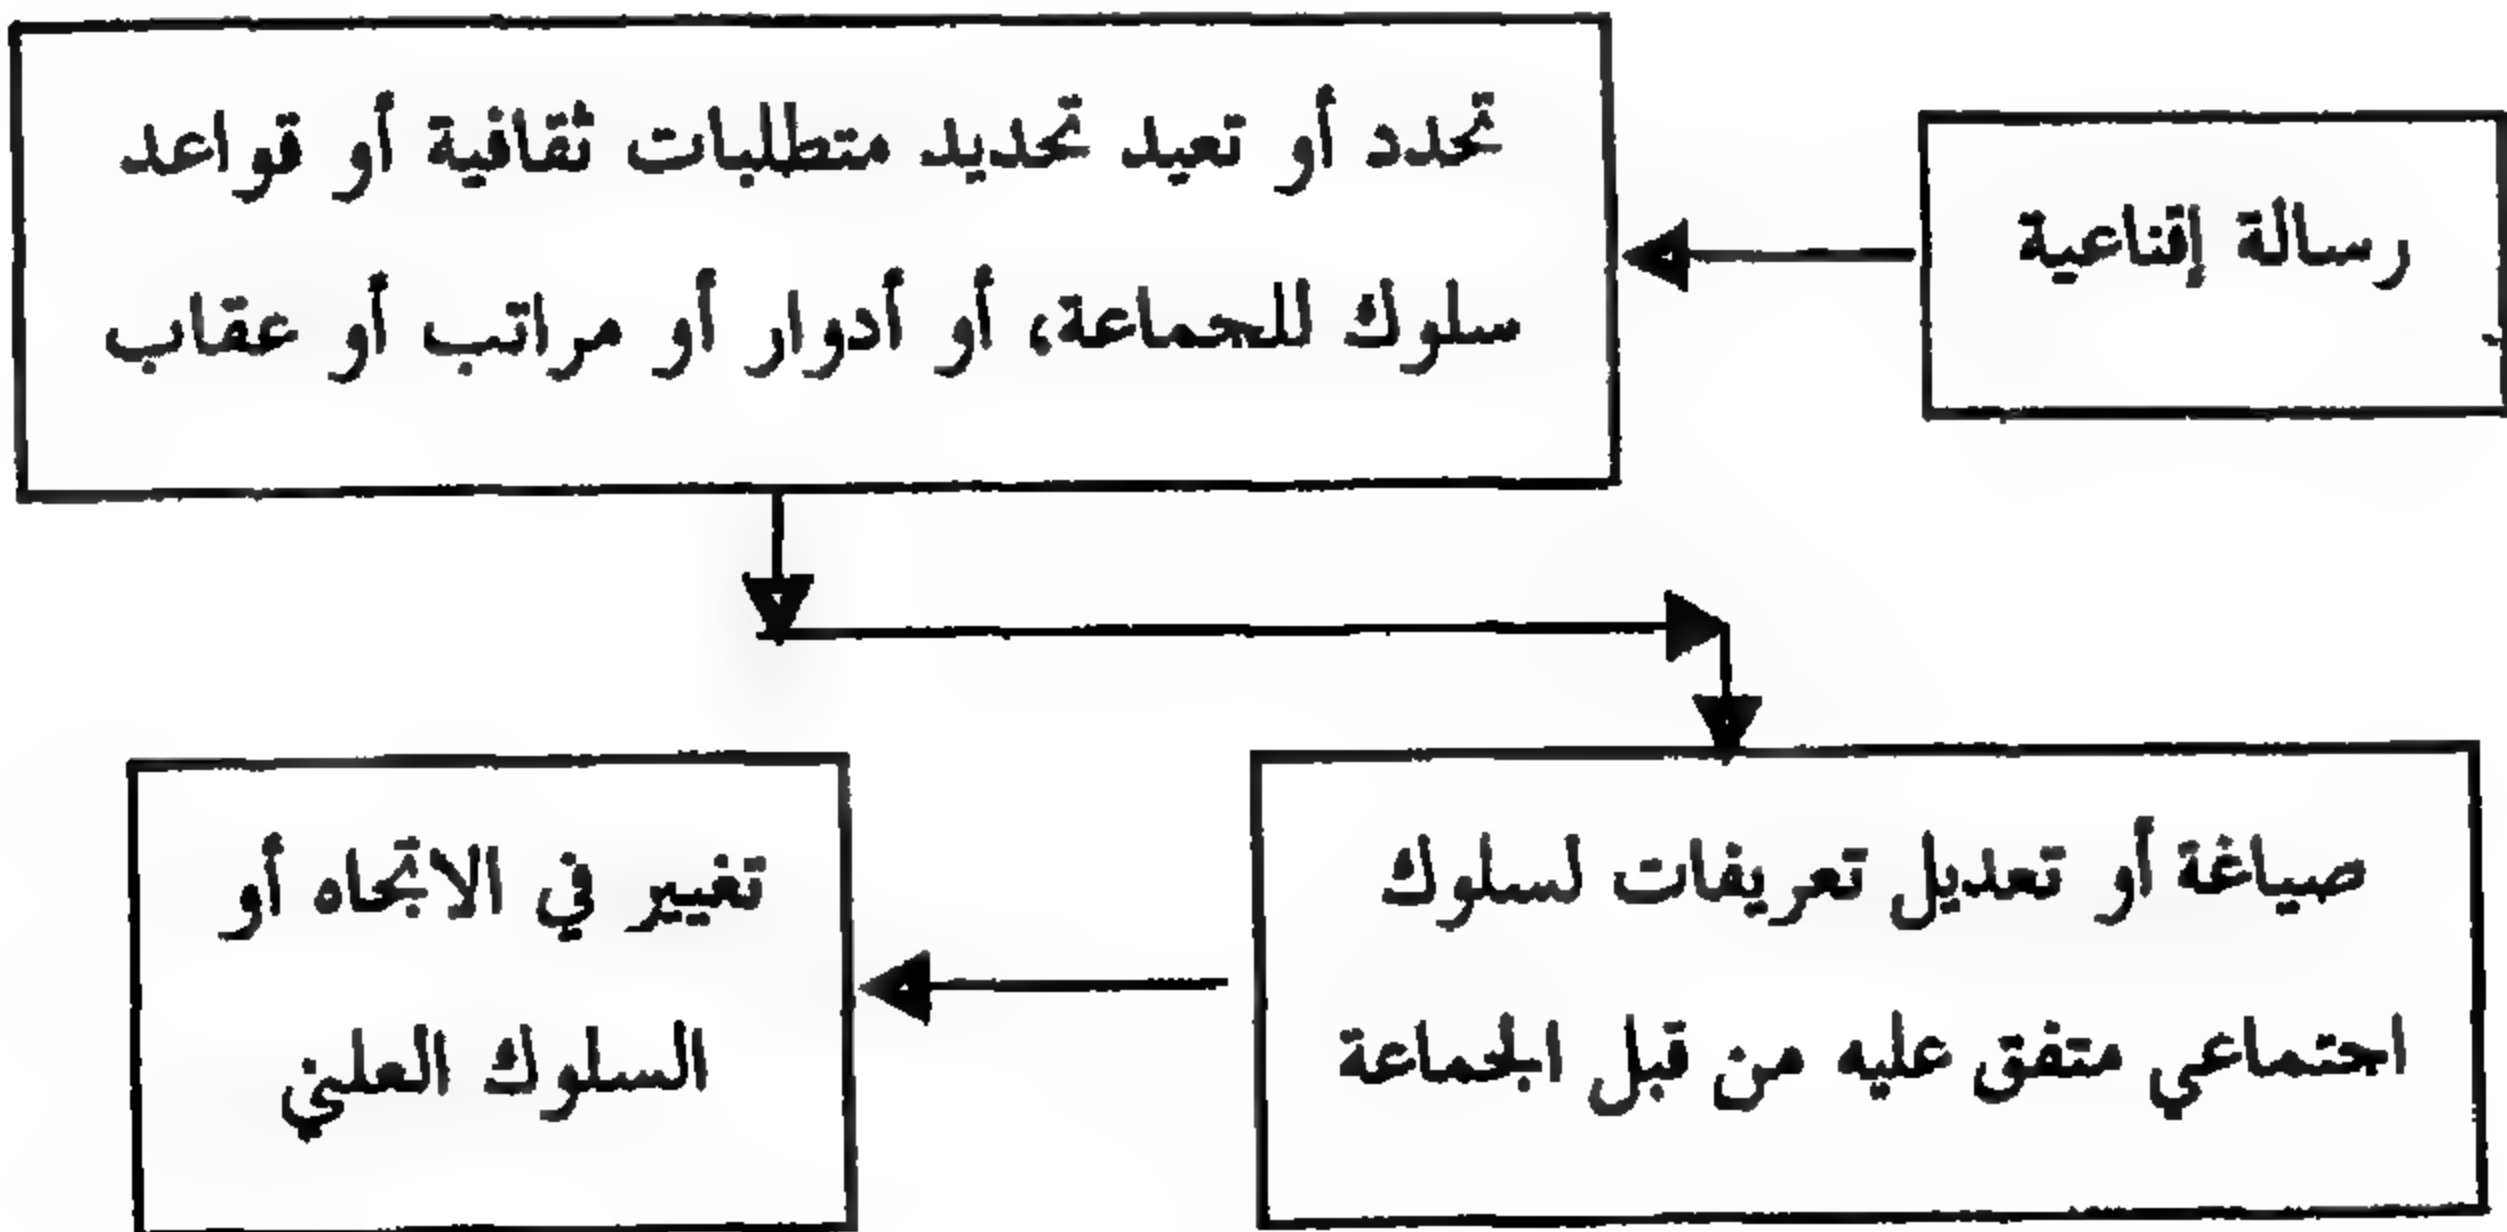 رسالة إقناعية
تحدد أو تعيد تحديد متطلبات ثقافية أو قواعد
سلوك للجماعة، أو أدوار أو مراتب أو عقاب
صياغة أو تعديل تعريفات لسلوك
اجتماعي متفق عليه من قبل الجماعة
تغيير في الاتجاه أو
السلوك العلني